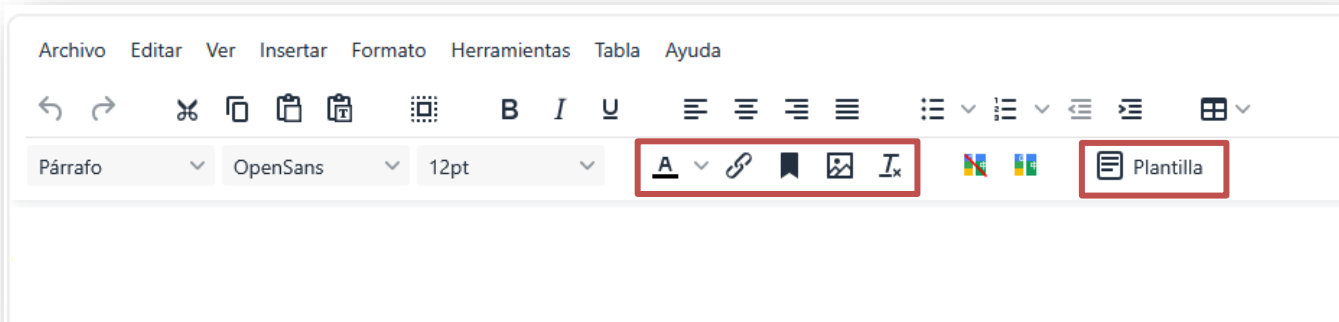 Archivo Editar Ver Insertar Formato Herramientas Tabla Ayuda
B I U
Párrafo OpenSans 12pt A Plantilla